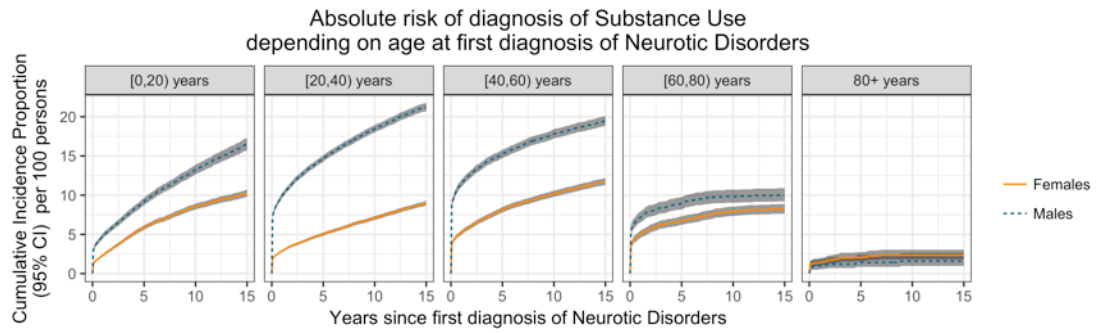 Absolute risk of diagnosis of Substance Use
depending on age at first diagnosis of Neurotic Disorders
Cumulative Incidence Proportion
(95% CI)  per 100 persons
[0,20) years
[20,40) years
[40,60) years
[60,80) years
80+ years
20
15
10
5
0
0 5 10 15
0 5 10 15
0 5 10 15
0 5 10 15
0 5 10 15
Years since first diagnosis of Neurotic Disorders
Females
Males